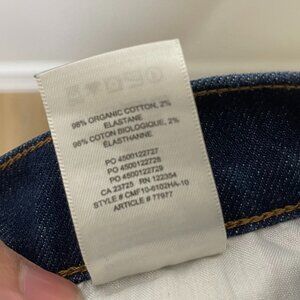 98% ORGANIC COTTON, 2%
ELASTANE
98% COTON BIOLOGIQUE, 2%
ÉLASTHANNE.
PO 4500122727
PO 4500122728
PO 4500122729
CA 23725 RN 122354
STYLE # CMF10-6102HA-10
ARTICLE # 77977